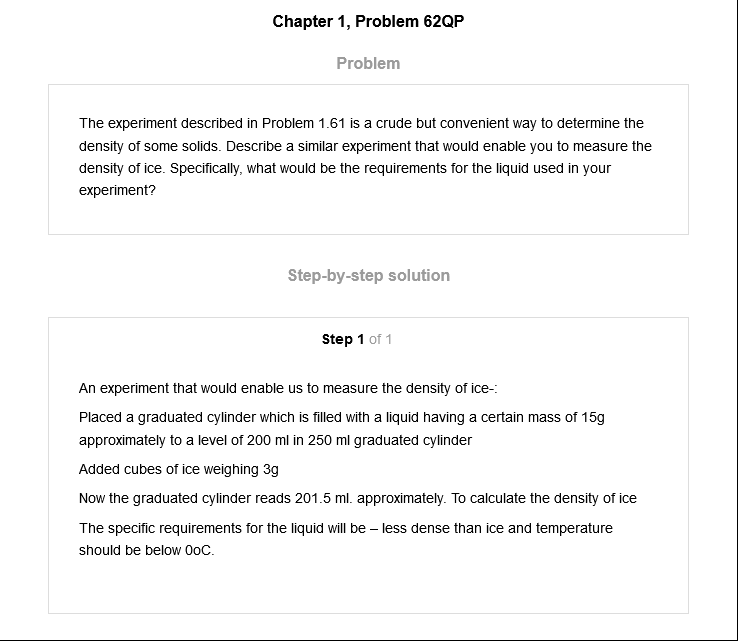 Chapter 1, Problem 62QP
Problem
The experiment described in Problem 1.61 is a crude but convenient way to determine the
density of some solids. Describe a similar experiment that would enable you to measure the
density of ice. Specifically, what would be the requirements for the liquid used in your
experiment?
Step-by-step solution
Step 1 of 1
An experiment that would enable us to measure the density of ice-:
Placed a graduated cylinder which is filled with a liquid having a certain mass of 15g
approximately to a level of 200 ml in 250 ml graduated cylinder
Added cubes of ice weighing 3g
Now the graduated cylinder reads 201.5 ml. approximately. To calculate the density of ice
The specific requirements for the liquid will be – less dense than ice and temperature
should be below 0oC.